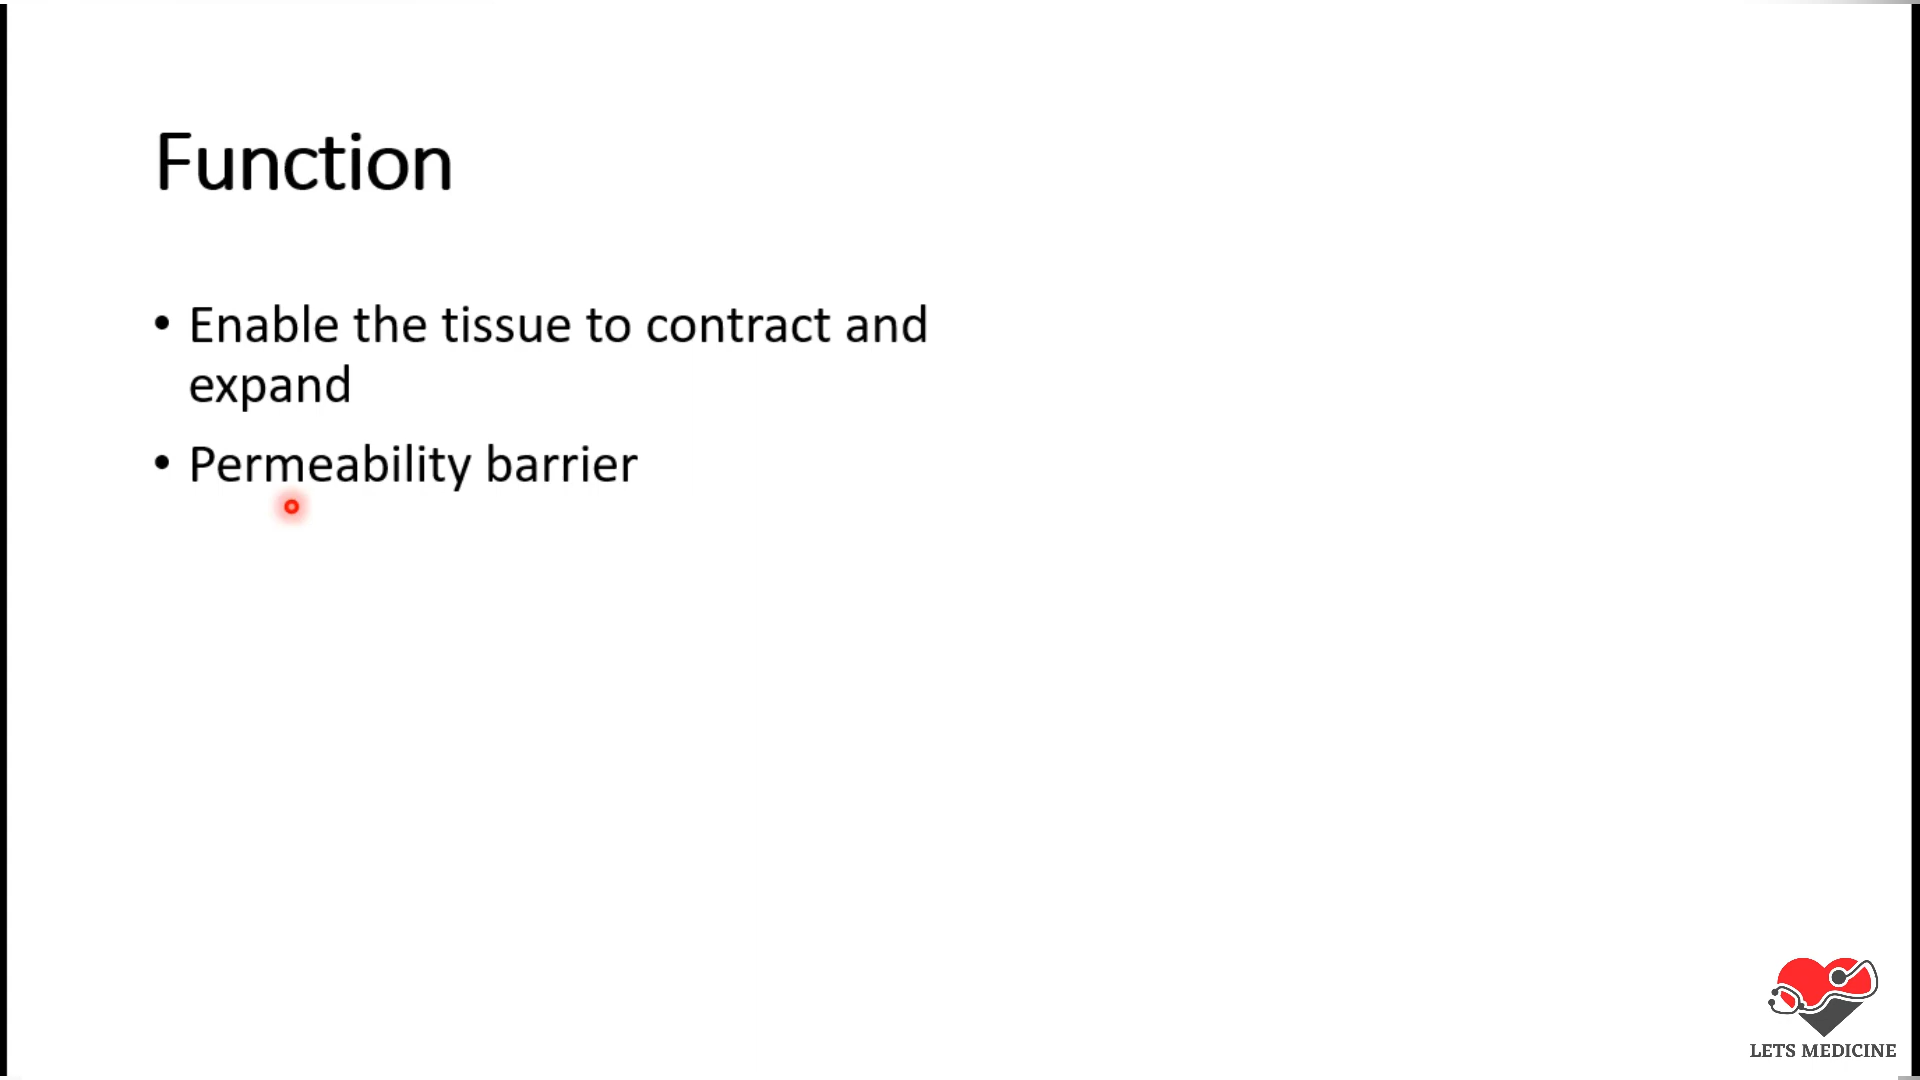 Function
• Enable the tissue to contract and
expand
• Permeability barrier
LETS MEDICINE